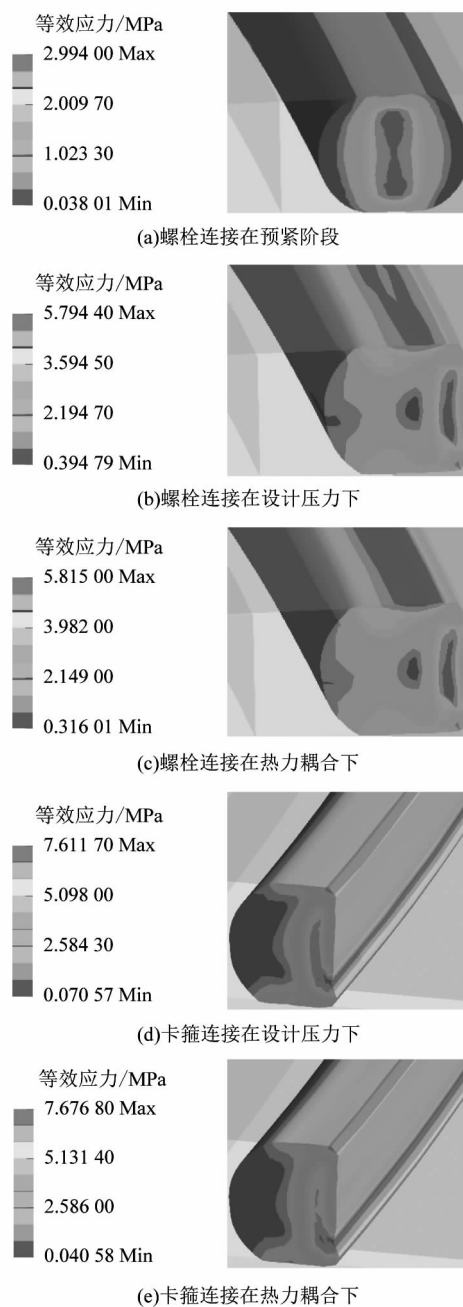 等效应力/MPa
2.994 00 Max
2.009 70
1.023 30
0.038 01 Min
(a)螺栓连接在预紧阶段
等效应力/MPa
5.794 40 Max
3.594 50
2.194 70
0.394 79 Min
(b)螺栓连接在设计压力下
等效应力/MPa
5.815 00 Max
3.982 00
2.149 00
0.316 01 Min
(c)螺栓连接在热力耦合下
等效应力/MPa
7.611 70 Max
5.098 00
2.584 30
0.070 57 Min
(d)卡箍连接在设计压力下
等效应力/MPa
7.676 80 Max
5.131 40
2.586 00
0.040 58 Min
(e)卡箍连接在热力耦合下